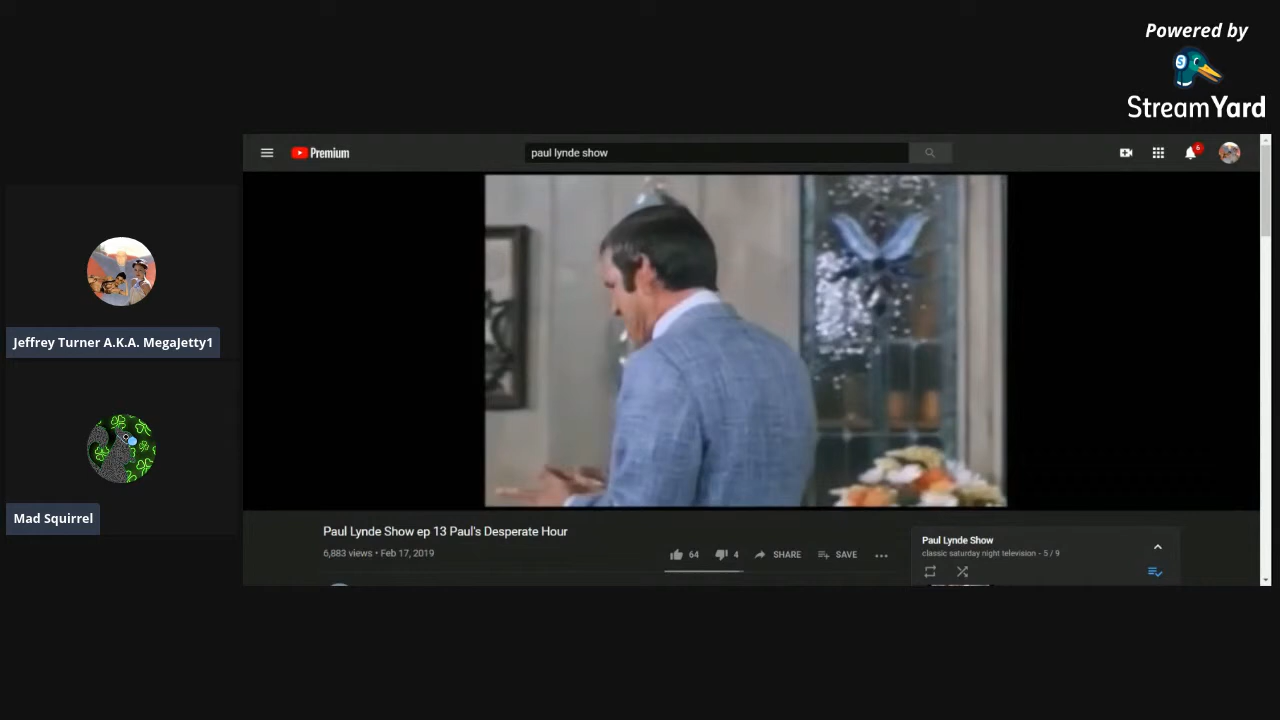 Powered by
StreamYard
Premium
paul lynde show
6
Jeffrey Turner A.K.A. MegaJetty1
Mad Squirrel
Paul Lynde Show ep 13 Paul's Desperate Hour
6,883 views • Feb 17, 2019
64
4
SHARE
SAVE
Paul Lynde Show
classic saturday night television - 5 / 9